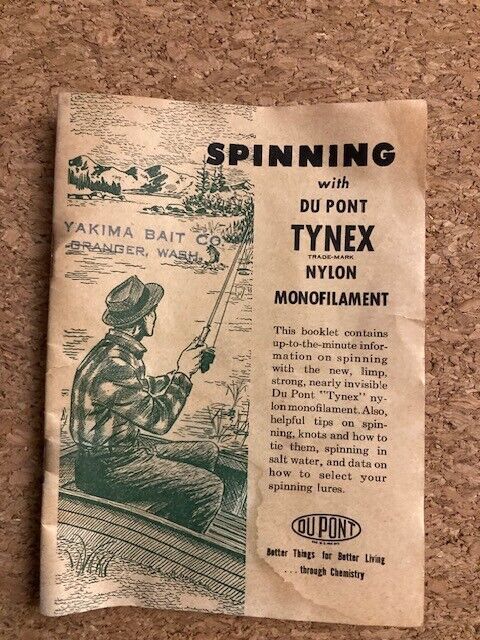 SPINNING
with
DU PONT
TYNEX
TRADE-MARK
NYLON
MONOFILAMENT
YAKIMA BAIT CO.
GRANGER, WASH.
This booklet contains
up-to-the-minute infor-
mation on spinning
with the new, limp,
strong, nearly invisible
Du Pont "Tynex" ny-
lon monofilament. Also,
helpful tips on spin-
ning, knots and how to
tie them, spinning in
salt water, and data on
how to select your
spinning lures.
DU PONT
Better Things for Better Living
. . . through Chemistry